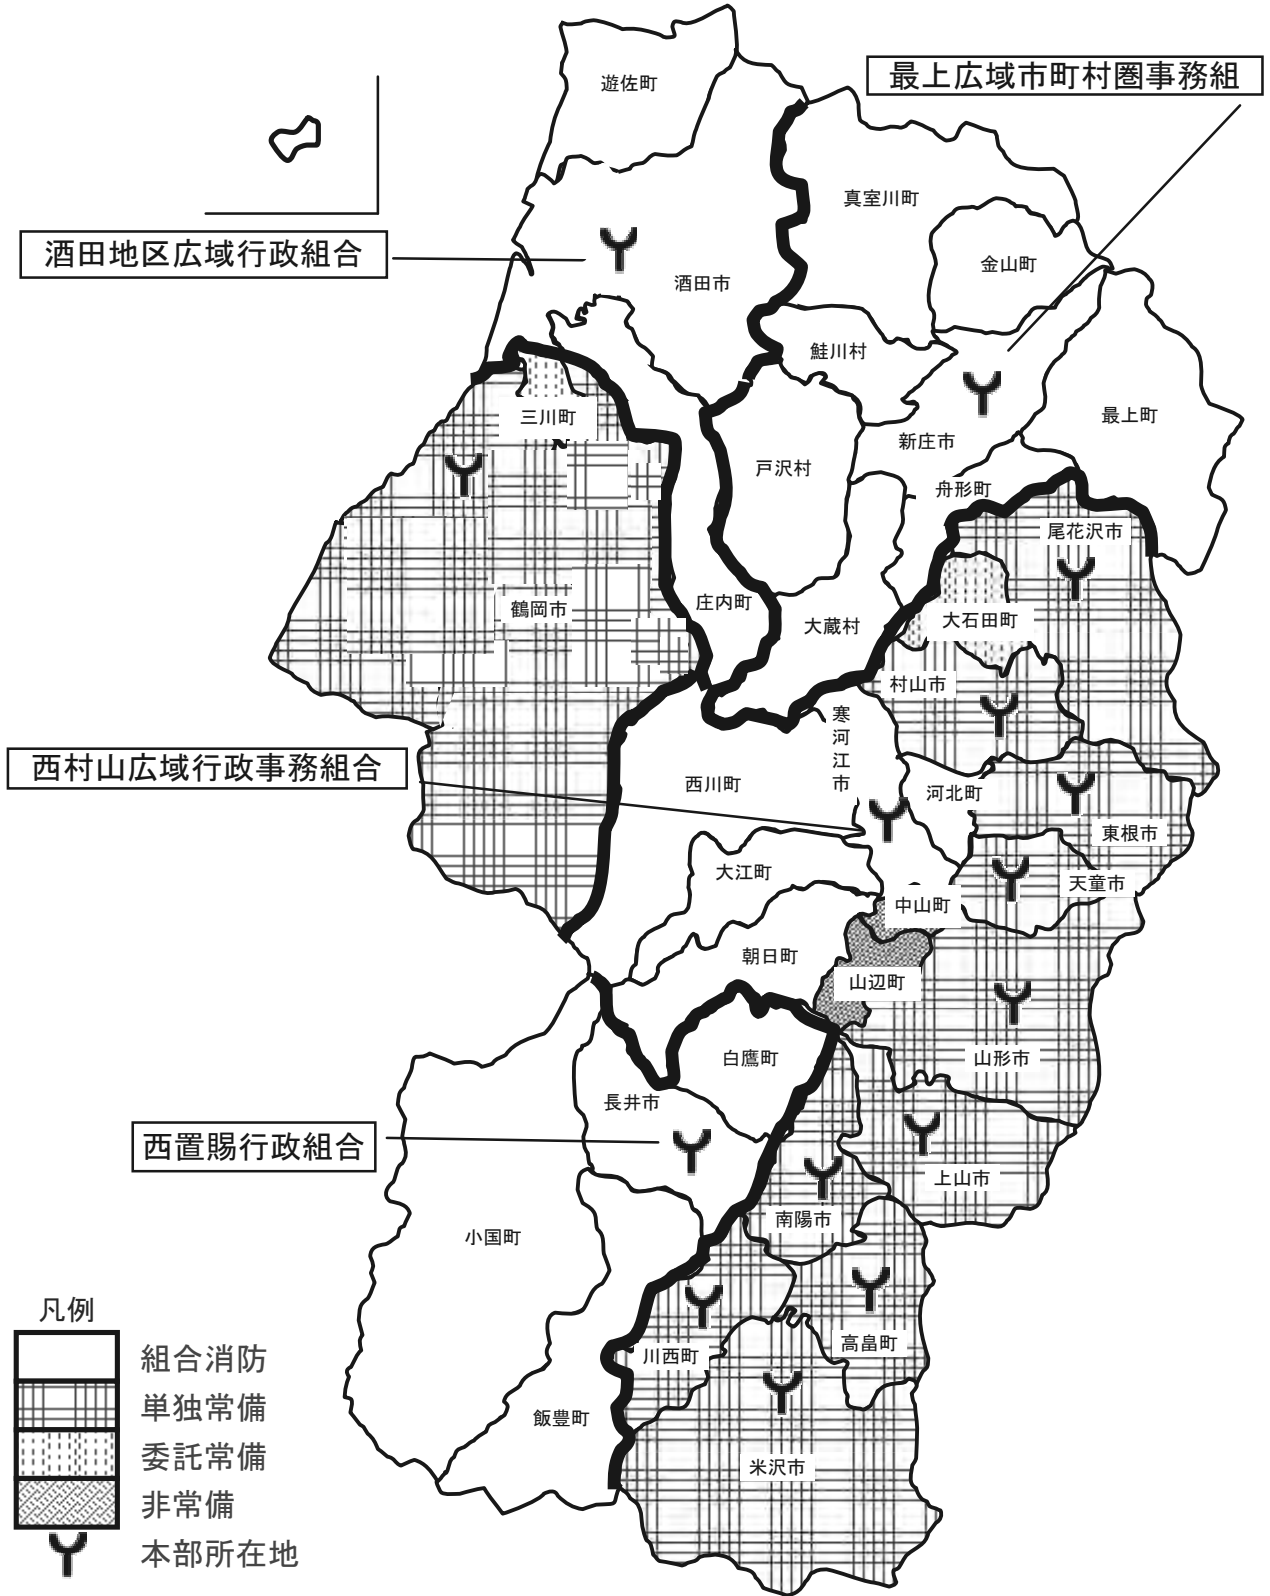 遊佐町
最上広域市町村圏事務組
真室川町
酒田地区広域行政組合
金山町
酒田市
鮭川村
三川町
最上町
新庄市
戸沢村
舟形町
尾花沢市
鶴岡市
庄内町
大石田町
大蔵村
村山市
寒河江市
西村山広域行政事務組合
西川町
河北町
東根市
大江町
天童市
中山町
朝日町
山辺町
白鷹町
山形市
長井市
西置賜行政組合
上山市
南陽市
小国町
凡例
高畠町
川西町
組合消防
単独常備
飯豊町
委託常備
米沢市
非常備
本部所在地